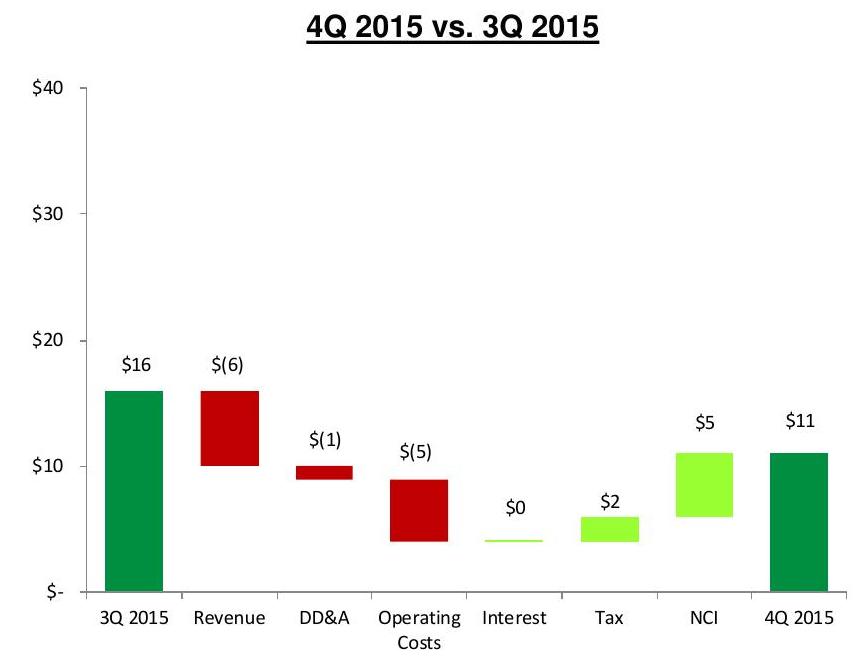 4Q 2015 vs. 3Q 2015
$40
$30
$20
$10
$-
$16
$(6)
$(1)
$(5)
$0
$2
$5
$11
3Q 2015
Revenue
DD&A
Operating
Costs
Interest
Tax
NCI
4Q 2015